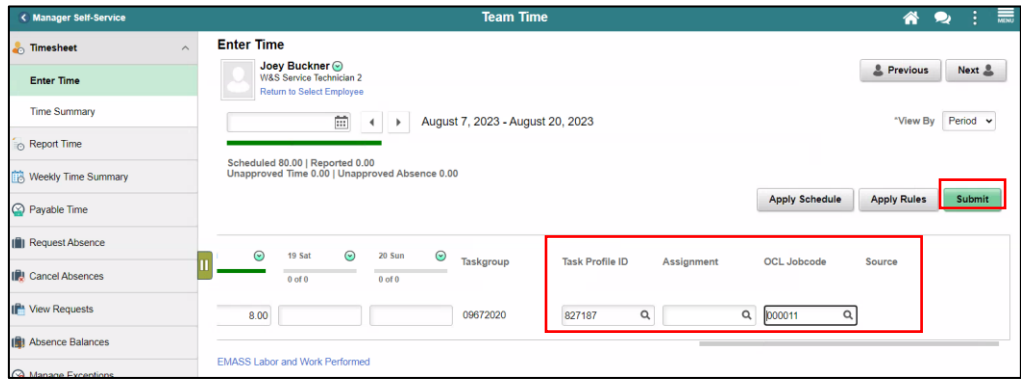 Manager Self-Service
Team Time
MENU
Timesheet
Enter Time
Time Summary
Report Time
Weekly Time Summary
Payable Time
Request Absence
Cancel Absences
View Requests
Absence Balances
Manage Exceptions
Enter Time
Joey Buckner
W&S Service Technician 2
Return to Select Employee
Previous
Next
August 7, 2023 - August 20, 2023
*View By
Period
Scheduled 80.00 | Reported 0.00
Unapproved Time 0.00 | Unapproved Absence 0.00
Apply Schedule
Apply Rules
Submit
19 Sat
20 Sun
Taskgroup
Task Profile ID
Assignment
OCL Jobcode
Source
0 of 0
0 of 0
8.00
09672020
827187
000011
EMASS Labor and Work Performed